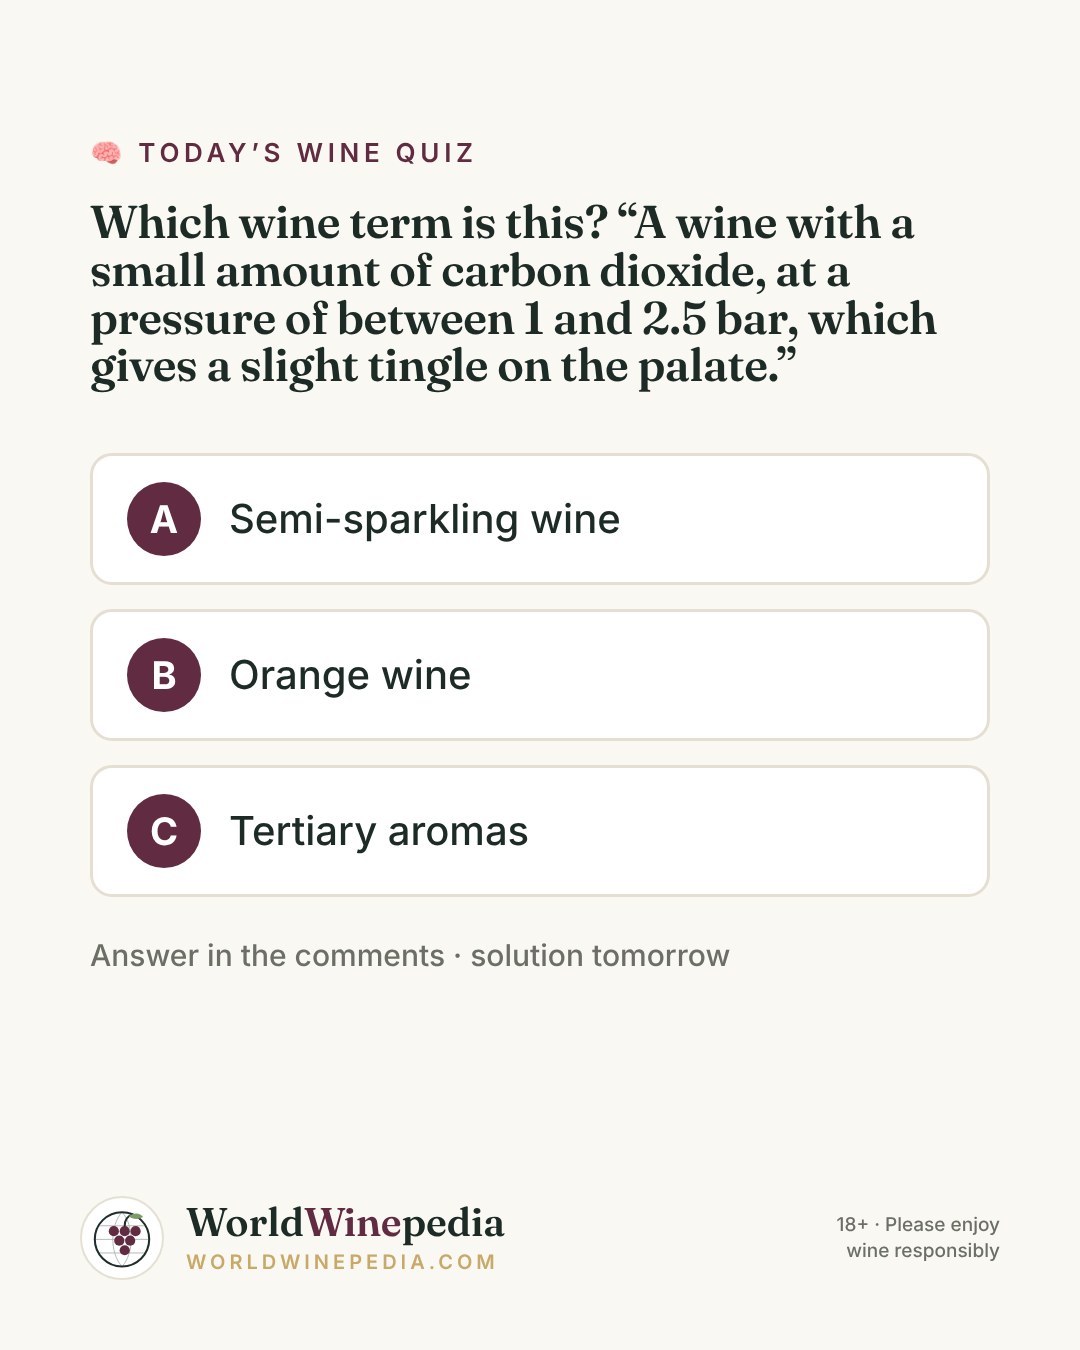 🧠 TODAY’S WINE QUIZ
Which wine term is this? “A wine with a
small amount of carbon dioxide, at a
pressure of between 1 and 2.5 bar, which
gives a slight tingle on the palate.”
A Semi-sparkling wine
B Orange wine
C Tertiary aromas
Answer in the comments · solution tomorrow
WorldWinepedia
WORLDWINEPEDIA.COM
18+ · Please enjoy
wine responsibly